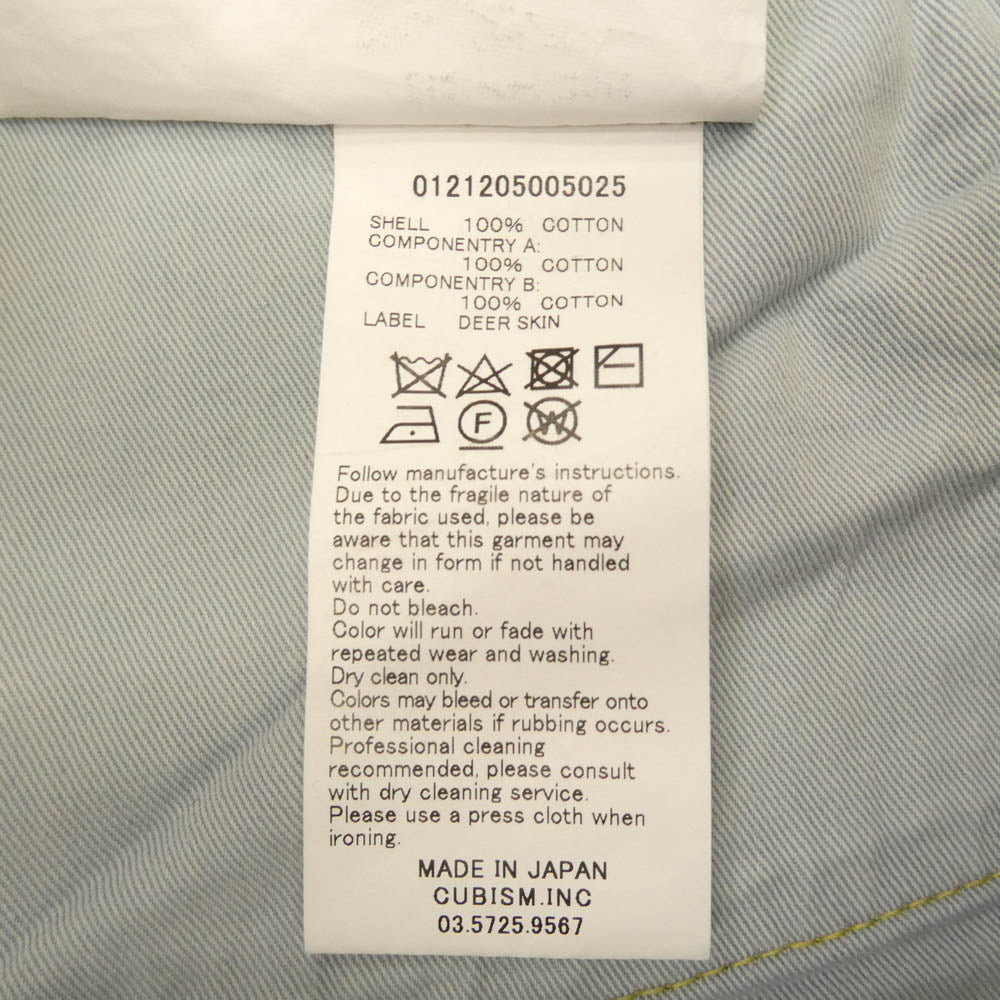 0121205005025
SHELL 100% COTTON
COMPONENTRY A:
100% COTTON
COMPONENTRY B:
100% COTTON
LABEL DEER SKIN
F W
Follow manufacture's instructions.
Due to the fragile nature of
the fabric used, please be
aware that this garment may
change in form if not handled
with care.
Do not bleach.
Color will run or fade with
repeated wear and washing.
Dry clean only.
Colors may bleed or transfer onto
other materials if rubbing occurs.
Professional cleaning
recommended, please consult
with dry cleaning service.
Please use a press cloth when
ironing.
MADE IN JAPAN
CUBISM.INC
03.5725.9567